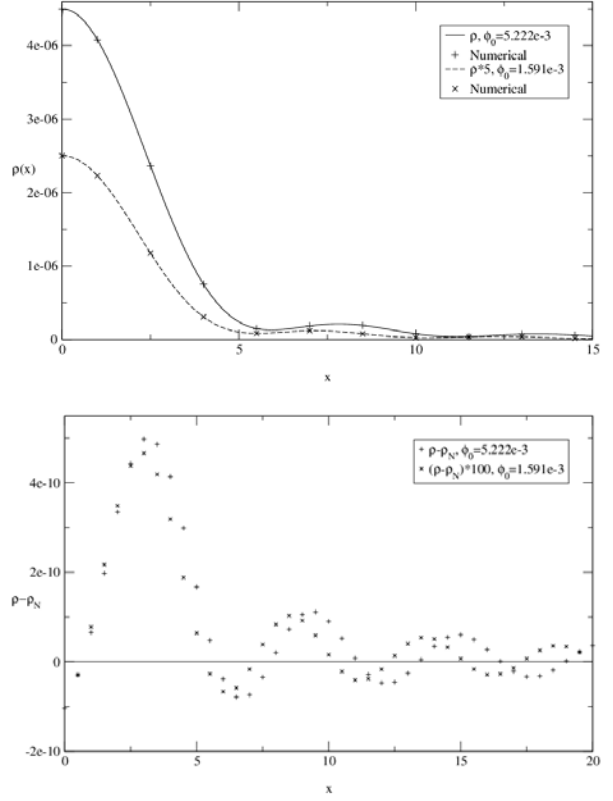 4e-06
3e-06
ρ(x)
2e-06
1e-06
0
0
5
10
15
x
ρ, ϕ₀=5.222e-3
Numerical
ρ*5, ϕ₀=1.591e-3
Numerical
4e-10
2e-10
ρ−ρN
0
-2e-10
0
5
10
15
20
x
ρ-ρN, ϕ₀=5.222e-3
(ρ-ρN)*100, ϕ₀=1.591e-3